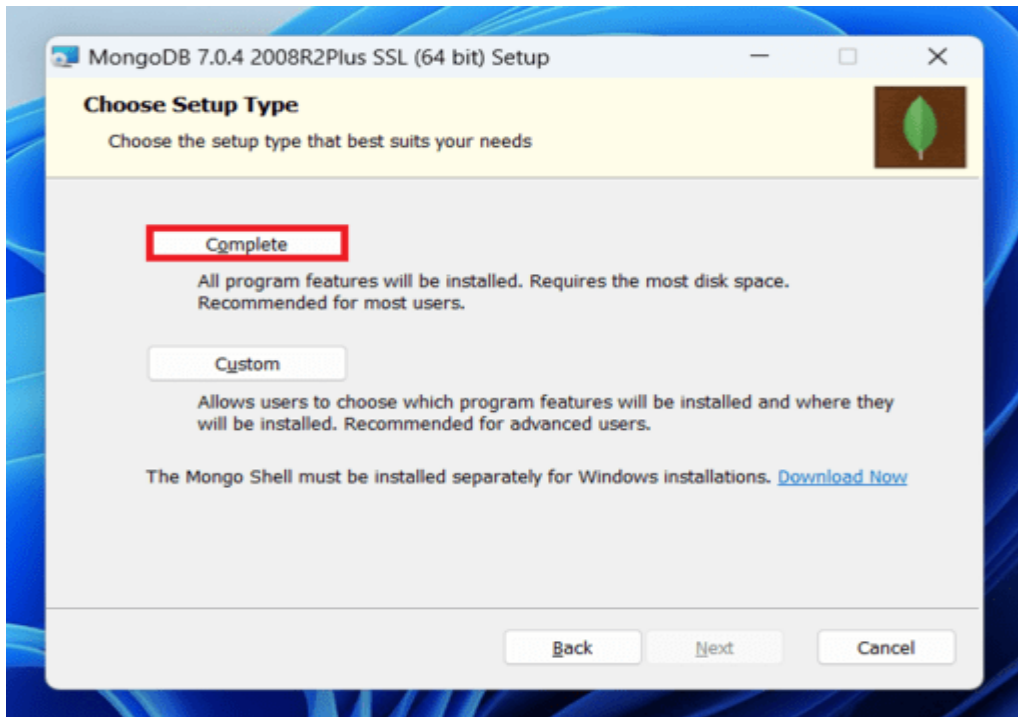 MongoDB 7.0.4 2008R2Plus SSL (64 bit) Setup
Choose Setup Type
Choose the setup type that best suits your needs
Complete
All program features will be installed. Requires the most disk space.
Recommended for most users.
Custom
Allows users to choose which program features will be installed and where they
will be installed. Recommended for advanced users.
The Mongo Shell must be installed separately for Windows installations. Download Now
Back Next Cancel